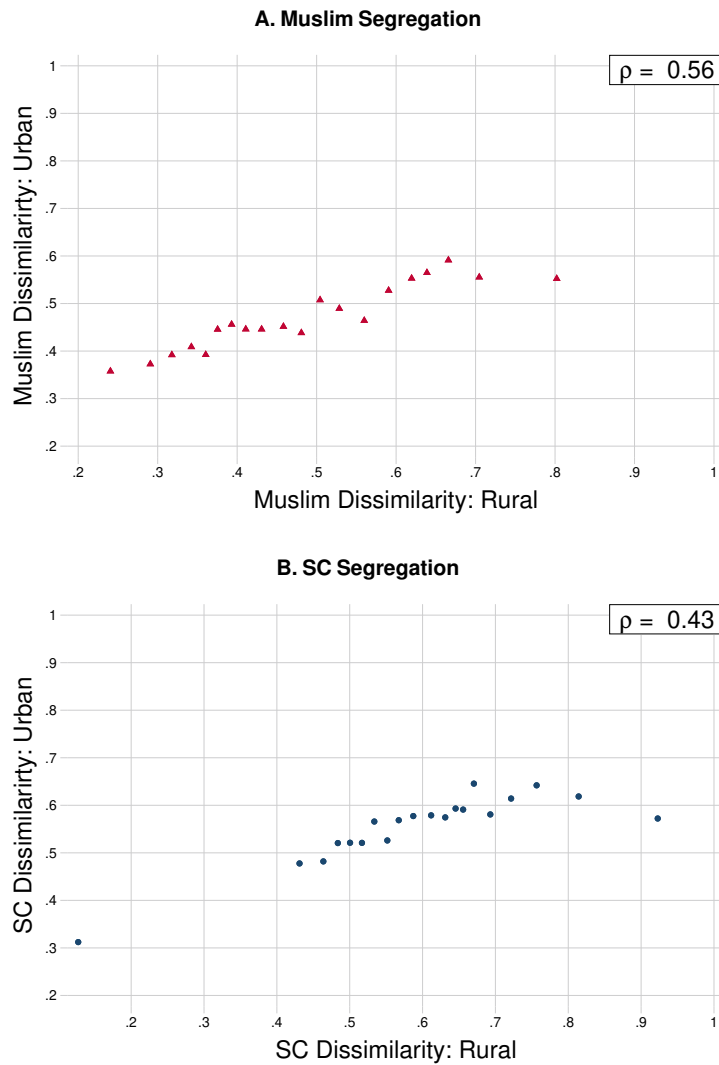 A. Muslim Segregation
ρ = 0.56
1
.9
.8
.7
.6
.5
.4
.3
.2
Muslim Dissimilarirty: Urban
.2 .3 .4 .5 .6 .7 .8 .9 1
Muslim Dissimilarity: Rural
B. SC Segregation
ρ = 0.43
1
.9
.8
.7
.6
.5
.4
.3
.2
SC Dissimilarirty: Urban
.2 .3 .4 .5 .6 .7 .8 .9 1
SC Dissimilarity: Rural